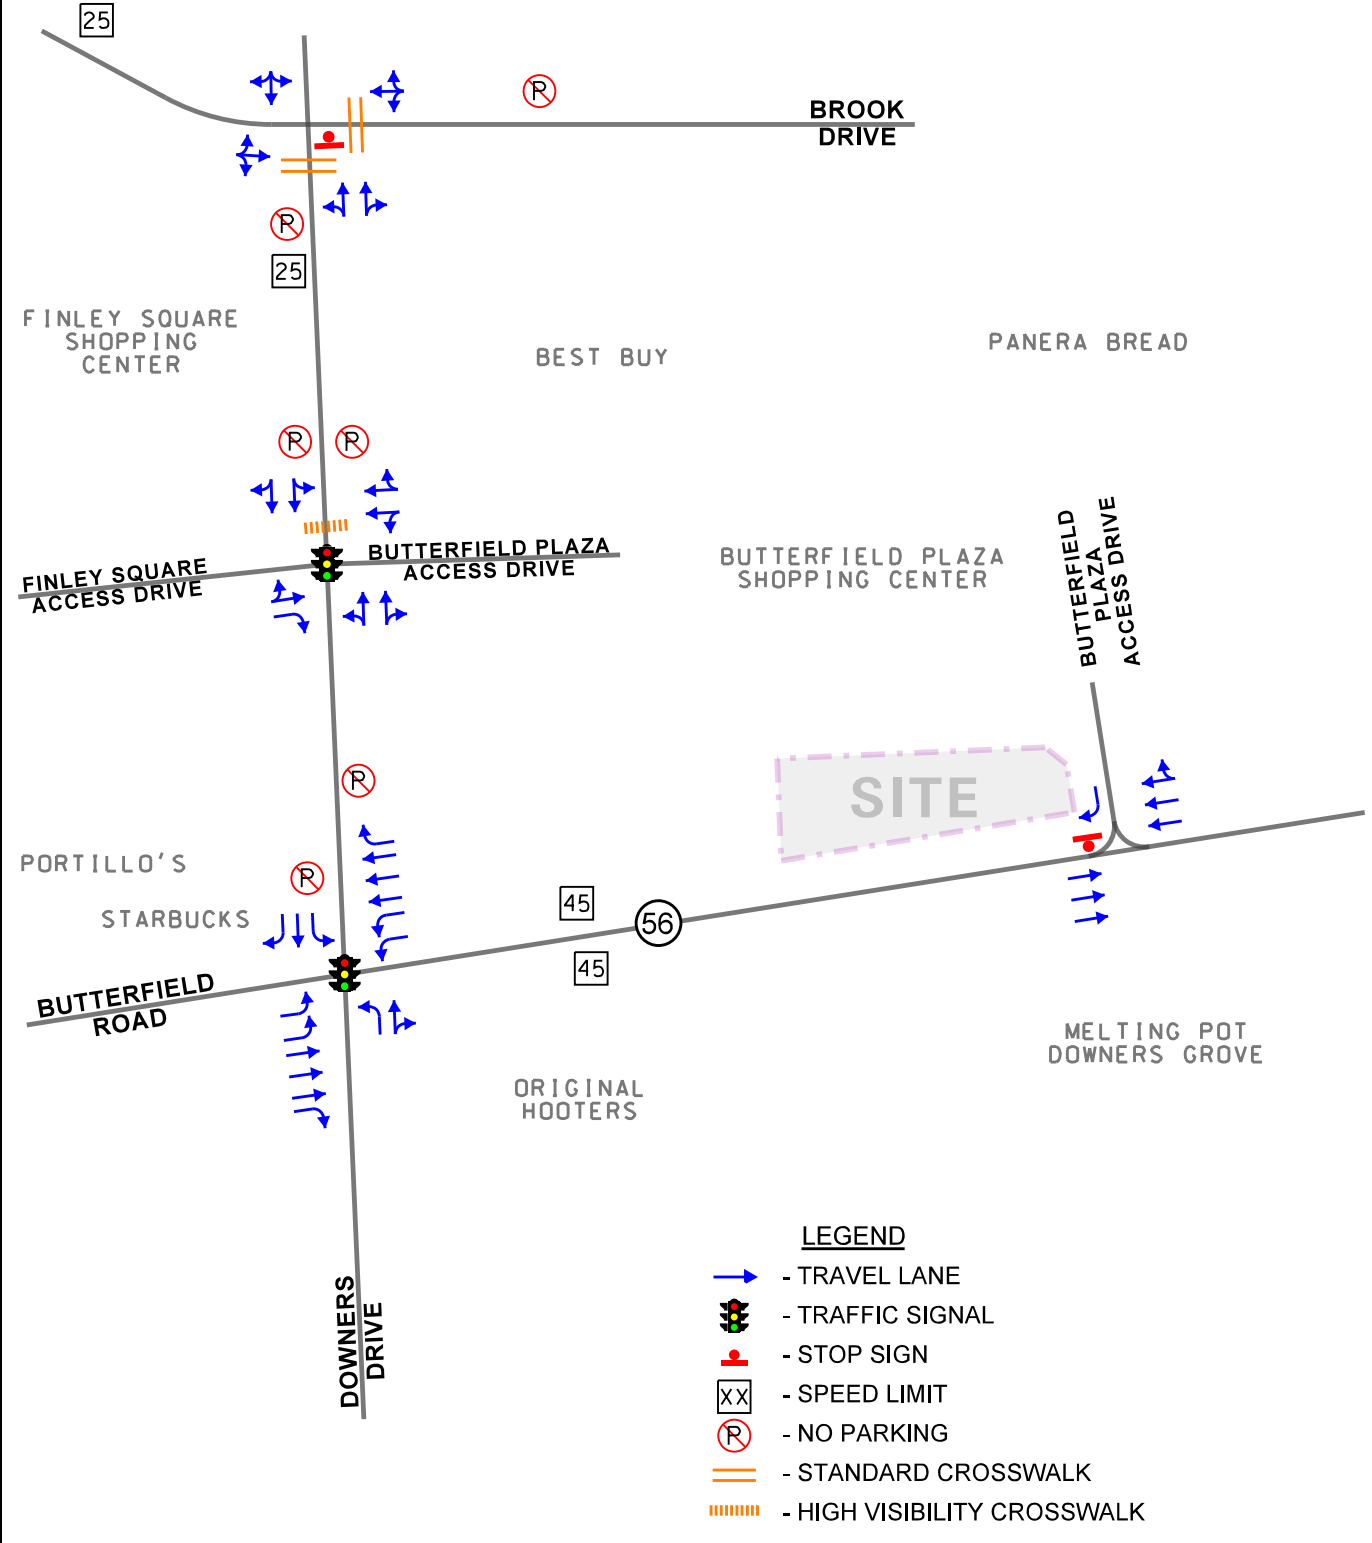 25
BROOK
DRIVE
25
FINLEY SQUARE
SHOPPING
CENTER
BEST BUY
PANERA BREAD
FINLEY SQUARE
ACCESS DRIVE
BUTTERFIELD PLAZA
ACCESS DRIVE
BUTTERFIELD PLAZA
SHOPPING CENTER
BUTTERFIELD
PLAZA
ACCESS DRIVE
SITE
PORTILLO'S
STARBUCKS
45
56
45
BUTTERFIELD
ROAD
MELTING POT
DOWNERS GROVE
ORIGINAL
HOOTERS
DOWNERS
DRIVE
LEGEND
- TRAVEL LANE
- TRAFFIC SIGNAL
- STOP SIGN
XX - SPEED LIMIT
P - NO PARKING
- STANDARD CROSSWALK
- HIGH VISIBILITY CROSSWALK
P
P
P
P
P
P